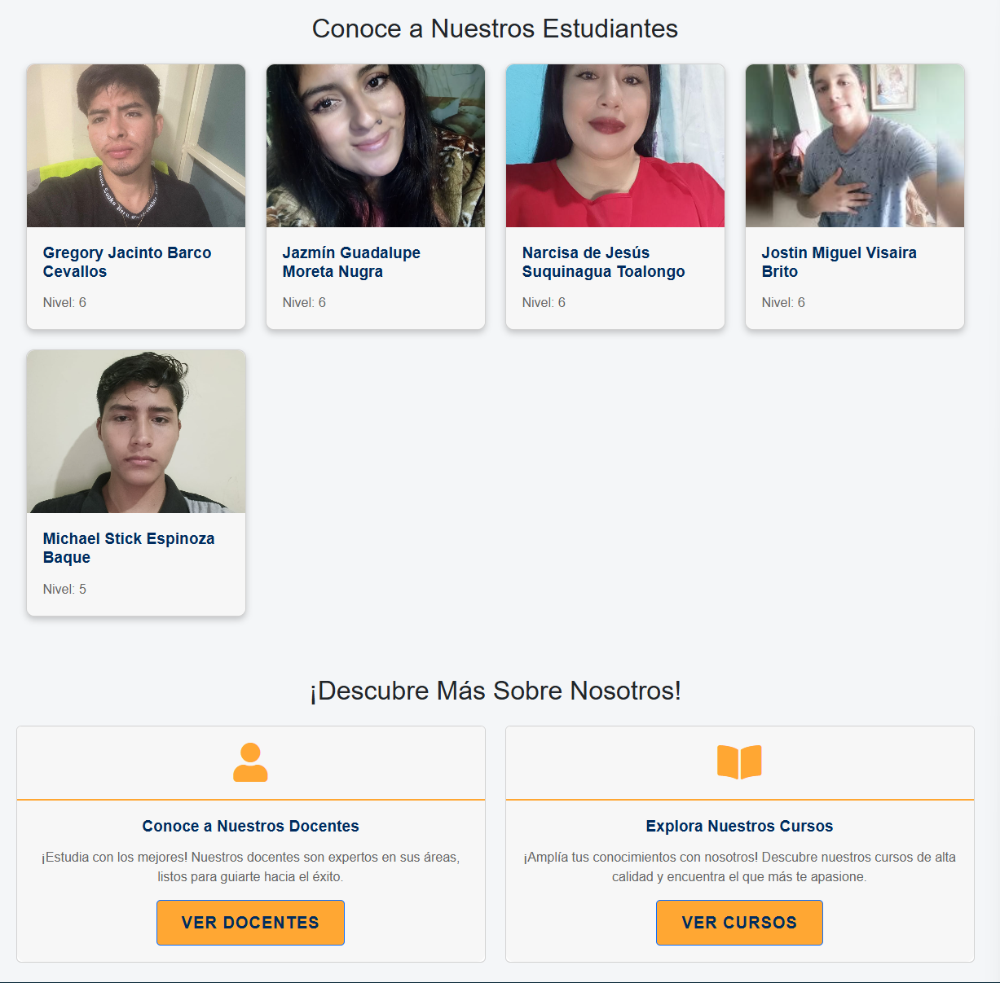 Conoce a Nuestros Estudiantes
Gregory Jacinto Barco
Cevallos
Nivel: 6
Jazmín Guadalupe
Moreta Nugra
Nivel: 6
Narcisa de Jesús
Suquinagua Toalongo
Nivel: 6
Jostin Miguel Visaira
Brito
Nivel: 6
Michael Stick Espinoza
Baque
Nivel: 5
¡Descubre Más Sobre Nosotros!
Conoce a Nuestros Docentes
¡Estudia con los mejores! Nuestros docentes son expertos en sus áreas,
listos para guiarte hacia el éxito.
VER DOCENTES
Explora Nuestros Cursos
¡Amplía tus conocimientos con nosotros! Descubre nuestros cursos de alta
calidad y encuentra el que más te apasione.
VER CURSOS